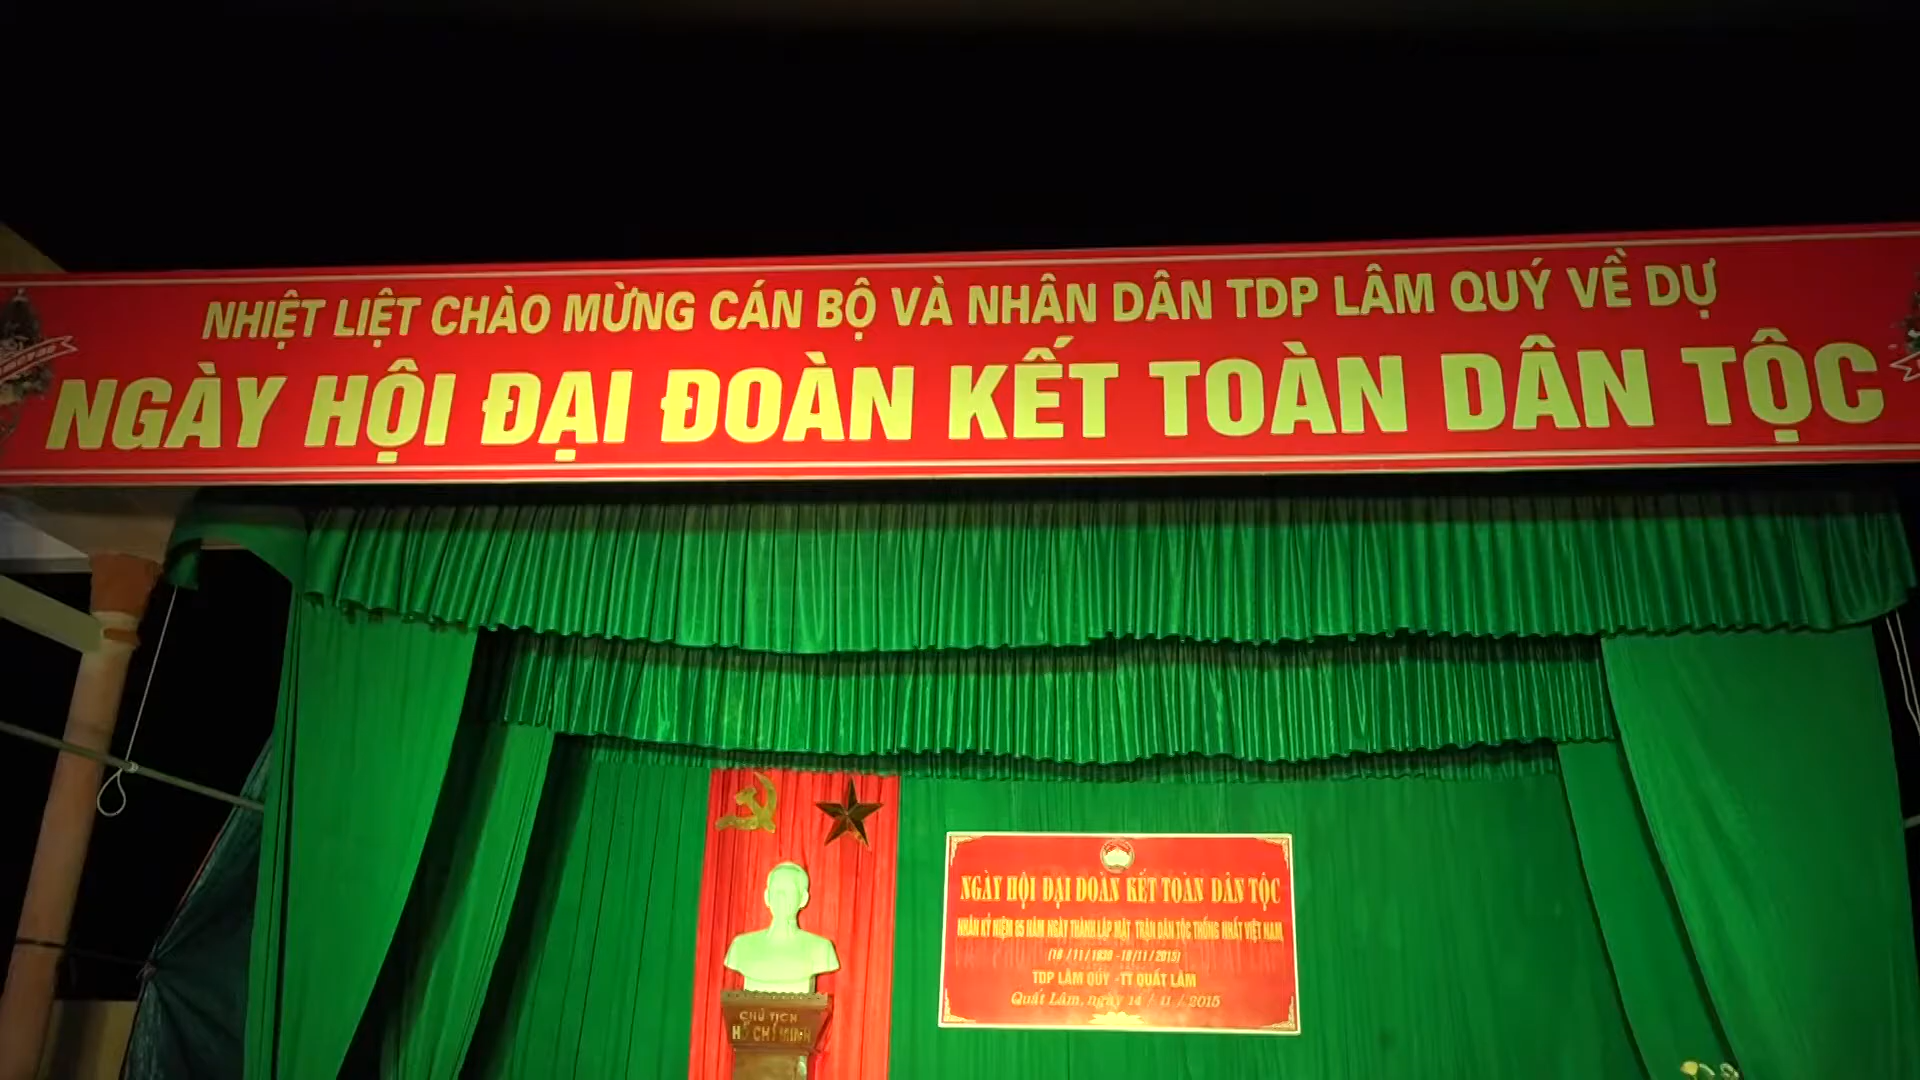 NHIỆT LIỆT CHÀO MỪNG CÁN BỘ VÀ NHÂN DÂN TDP LÂM QUÝ VỀ DỰ
NGÀY HỘI ĐẠI ĐOÀN KẾT TOÀN DÂN TỘC
NGÀY HỘI ĐẠI ĐOÀN KẾT TOÀN DÂN TỘC
NHÂN KỶ NIỆM 85 NĂM NGÀY THÀNH LẬP MẶT TRẬN DÂN TỘC THỐNG NHẤT VIỆT NAM
(18/11/1930 - 18/11/2015)
TDP LÂM QUÝ - TT QUẤT LÂM
Quất Lâm, ngày 14 / 11 / 2015
CHỦ TỊCH
HỒ CHÍ MINH